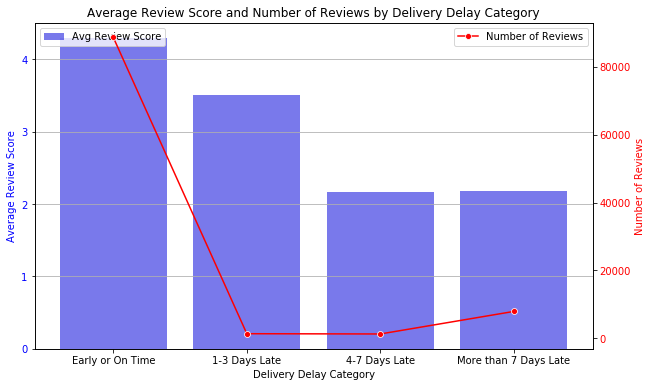 Average Review Score and Number of Reviews by Delivery Delay Category
Avg Review Score
Number of Reviews
4
3
2
1
0
Average Review Score
80000
60000
40000
20000
0
Number of Reviews
Early or On Time
1-3 Days Late
4-7 Days Late
More than 7 Days Late
Delivery Delay Category